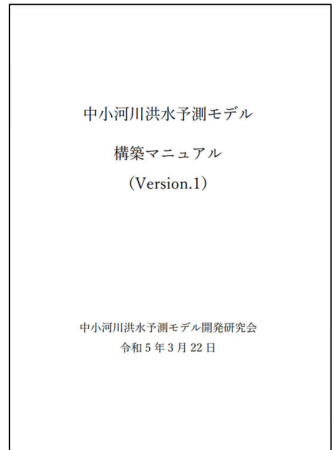 中小河川洪水予測モデル
構築マニュアル
（Version.1）
中小河川洪水予測モデル開発研究会
令和 5 年 3 月 22 日